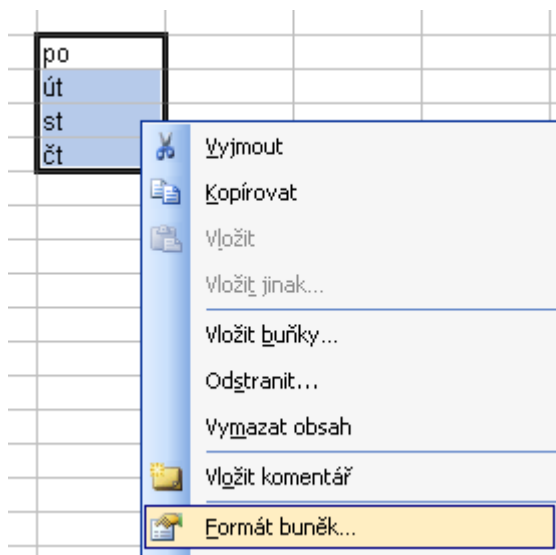 po
út
st
čt
Vyjmout
Kopírovat
Vložit
Vložit jinak...
Vložit buňky...
Odstranit...
Vymazat obsah
Vložit komentář
Formát buněk...